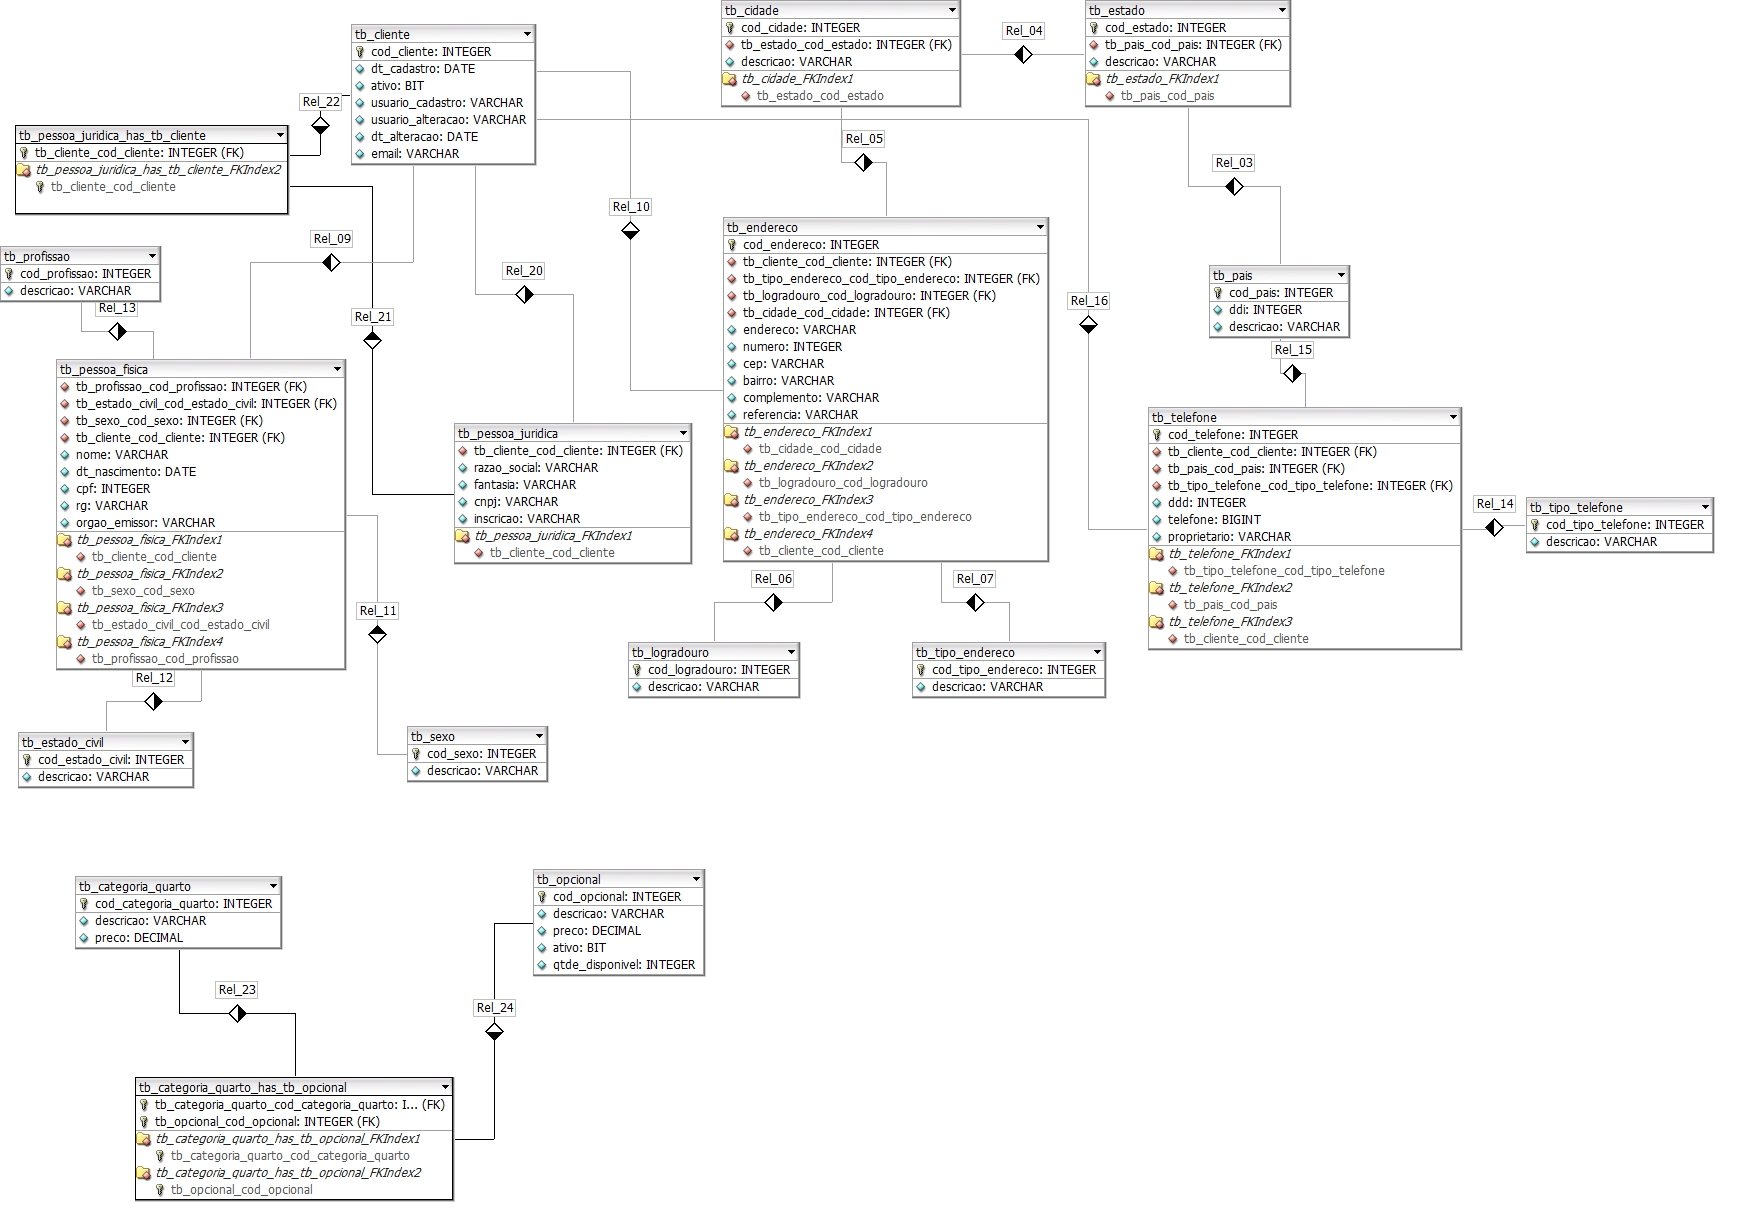 tb_cliente
cod_cliente: INTEGER
dt_cadastro: DATE
ativo: BIT
usuario_cadastro: VARCHAR
usuario_alteracao: VARCHAR
dt_alteracao: DATE
email: VARCHAR
tb_cidade
cod_cidade: INTEGER
tb_estado_cod_estado: INTEGER (FK)
descricao: VARCHAR
tb_cidade_FKIndex1
tb_estado_cod_estado
Rel_04
tb_estado
cod_estado: INTEGER
tb_pais_cod_pais: INTEGER (FK)
descricao: VARCHAR
tb_estado_FKIndex1
tb_pais_cod_pais
Rel_22
tb_pessoa_juridica_has_tb_cliente
tb_cliente_cod_cliente: INTEGER (FK)
tb_pessoa_juridica_has_tb_cliente_FKIndex2
tb_cliente_cod_cliente
Rel_05
Rel_03
Rel_10
Rel_09
Rel_20
Rel_21
Rel_16
tb_profissao
cod_profissao: INTEGER
descricao: VARCHAR
Rel_13
tb_endereco
cod_endereco: INTEGER
tb_cliente_cod_cliente: INTEGER (FK)
tb_tipo_endereco_cod_tipo_endereco: INTEGER (FK)
tb_logradouro_cod_logradouro: INTEGER (FK)
tb_cidade_cod_cidade: INTEGER (FK)
endereco: VARCHAR
numero: INTEGER
cep: VARCHAR
bairro: VARCHAR
complemento: VARCHAR
referencia: VARCHAR
tb_endereco_FKIndex1
tb_cidade_cod_cidade
tb_endereco_FKIndex2
tb_logradouro_cod_logradouro
tb_endereco_FKIndex3
tb_tipo_endereco_cod_tipo_endereco
tb_endereco_FKIndex4
tb_cliente_cod_cliente
tb_pais
cod_pais: INTEGER
ddi: INTEGER
descricao: VARCHAR
Rel_15
tb_pessoa_fisica
tb_profissao_cod_profissao: INTEGER (FK)
tb_estado_civil_cod_estado_civil: INTEGER (FK)
tb_sexo_cod_sexo: INTEGER (FK)
tb_cliente_cod_cliente: INTEGER (FK)
nome: VARCHAR
dt_nascimento: DATE
cpf: INTEGER
rg: VARCHAR
orgao_emissor: VARCHAR
tb_pessoa_fisica_FKIndex1
tb_cliente_cod_cliente
tb_pessoa_fisica_FKIndex2
tb_sexo_cod_sexo
tb_pessoa_fisica_FKIndex3
tb_estado_civil_cod_estado_civil
tb_pessoa_fisica_FKIndex4
tb_profissao_cod_profissao
tb_pessoa_juridica
tb_cliente_cod_cliente: INTEGER (FK)
razao_social: VARCHAR
fantasia: VARCHAR
cnpj: VARCHAR
inscricao: VARCHAR
tb_pessoa_juridica_FKIndex1
tb_cliente_cod_cliente
tb_telefone
cod_telefone: INTEGER
tb_cliente_cod_cliente: INTEGER (FK)
tb_pais_cod_pais: INTEGER (FK)
tb_tipo_telefone_cod_tipo_telefone: INTEGER (FK)
ddd: INTEGER
telefone: BIGINT
proprietario: VARCHAR
tb_telefone_FKIndex1
tb_tipo_telefone_cod_tipo_telefone
tb_telefone_FKIndex2
tb_pais_cod_pais
tb_telefone_FKIndex3
tb_cliente_cod_cliente
Rel_14
tb_tipo_telefone
cod_tipo_telefone: INTEGER
descricao: VARCHAR
Rel_06
Rel_07
Rel_11
Rel_12
tb_logradouro
cod_logradouro: INTEGER
descricao: VARCHAR
tb_tipo_endereco
cod_tipo_endereco: INTEGER
descricao: VARCHAR
tb_estado_civil
cod_estado_civil: INTEGER
descricao: VARCHAR
tb_sexo
cod_sexo: INTEGER
descricao: VARCHAR
tb_categoria_quarto
cod_categoria_quarto: INTEGER
descricao: VARCHAR
preco: DECIMAL
tb_opcional
cod_opcional: INTEGER
descricao: VARCHAR
preco: DECIMAL
ativo: BIT
qtde_disponivel: INTEGER
Rel_23
Rel_24
tb_categoria_quarto_has_tb_opcional
tb_categoria_quarto_cod_categoria_quarto: I... (FK)
tb_opcional_cod_opcional: INTEGER (FK)
tb_categoria_quarto_has_tb_opcional_FKIndex1
tb_categoria_quarto_cod_categoria_quarto
tb_categoria_quarto_has_tb_opcional_FKIndex2
tb_opcional_cod_opcional